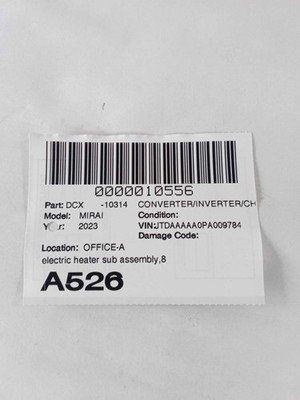 0000010556
Part: DCX -10314 CONVERTER/INVERTER/CH
Model: MIRAI Condition:
2023 VIN:JTDAAAAA0PA009784
Damage Code:
Location: OFFICE-A
electric heater sub assembly,8
A526